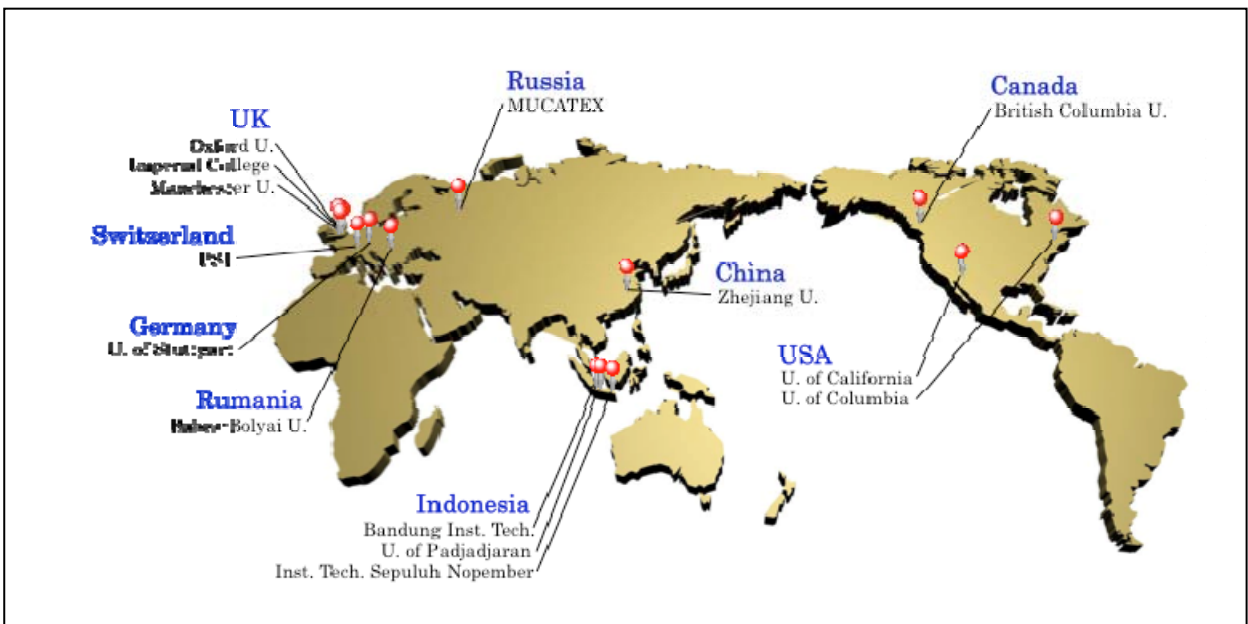 Russia
MUCATEX
Canada
British Columbia U.
UK
Oxford U.
Imperial College
Manchester U.
Switzerland
PSI
China
Zhejiang U.
Germany
U. of Stuttgart
USA
U. of California
U. of Columbia
Rumania
Babes-Bolyai U.
Indonesia
Bandung Inst. Tech.
U. of Padjadjaran
Inst. Tech. Sepuluh Nopember